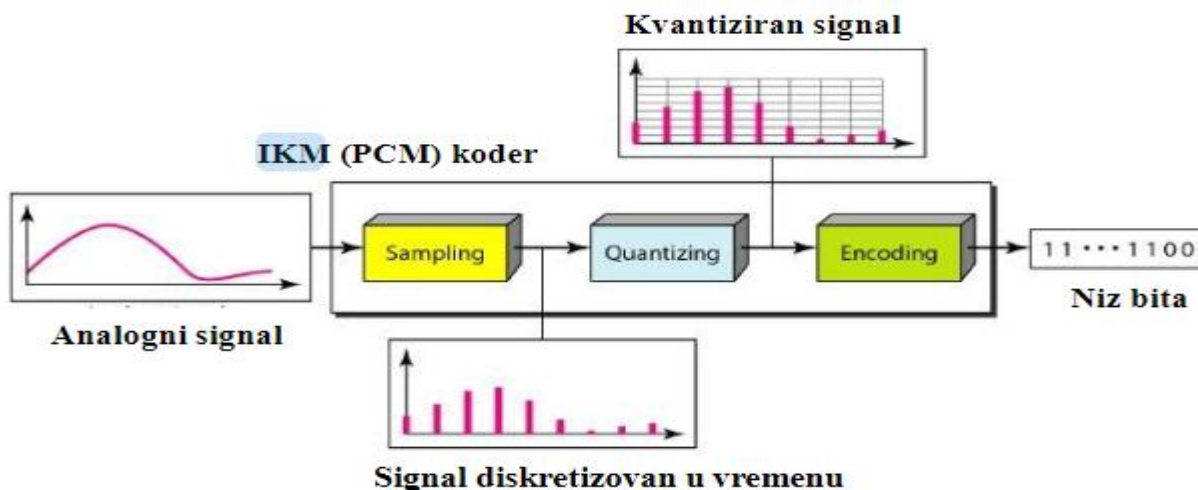 Kvantiziran signal
IKM (PCM) koder
Sampling
Quantizing
Encoding
11···1100
Analogni signal
Niz bita
Signal diskretizovan u vremenu